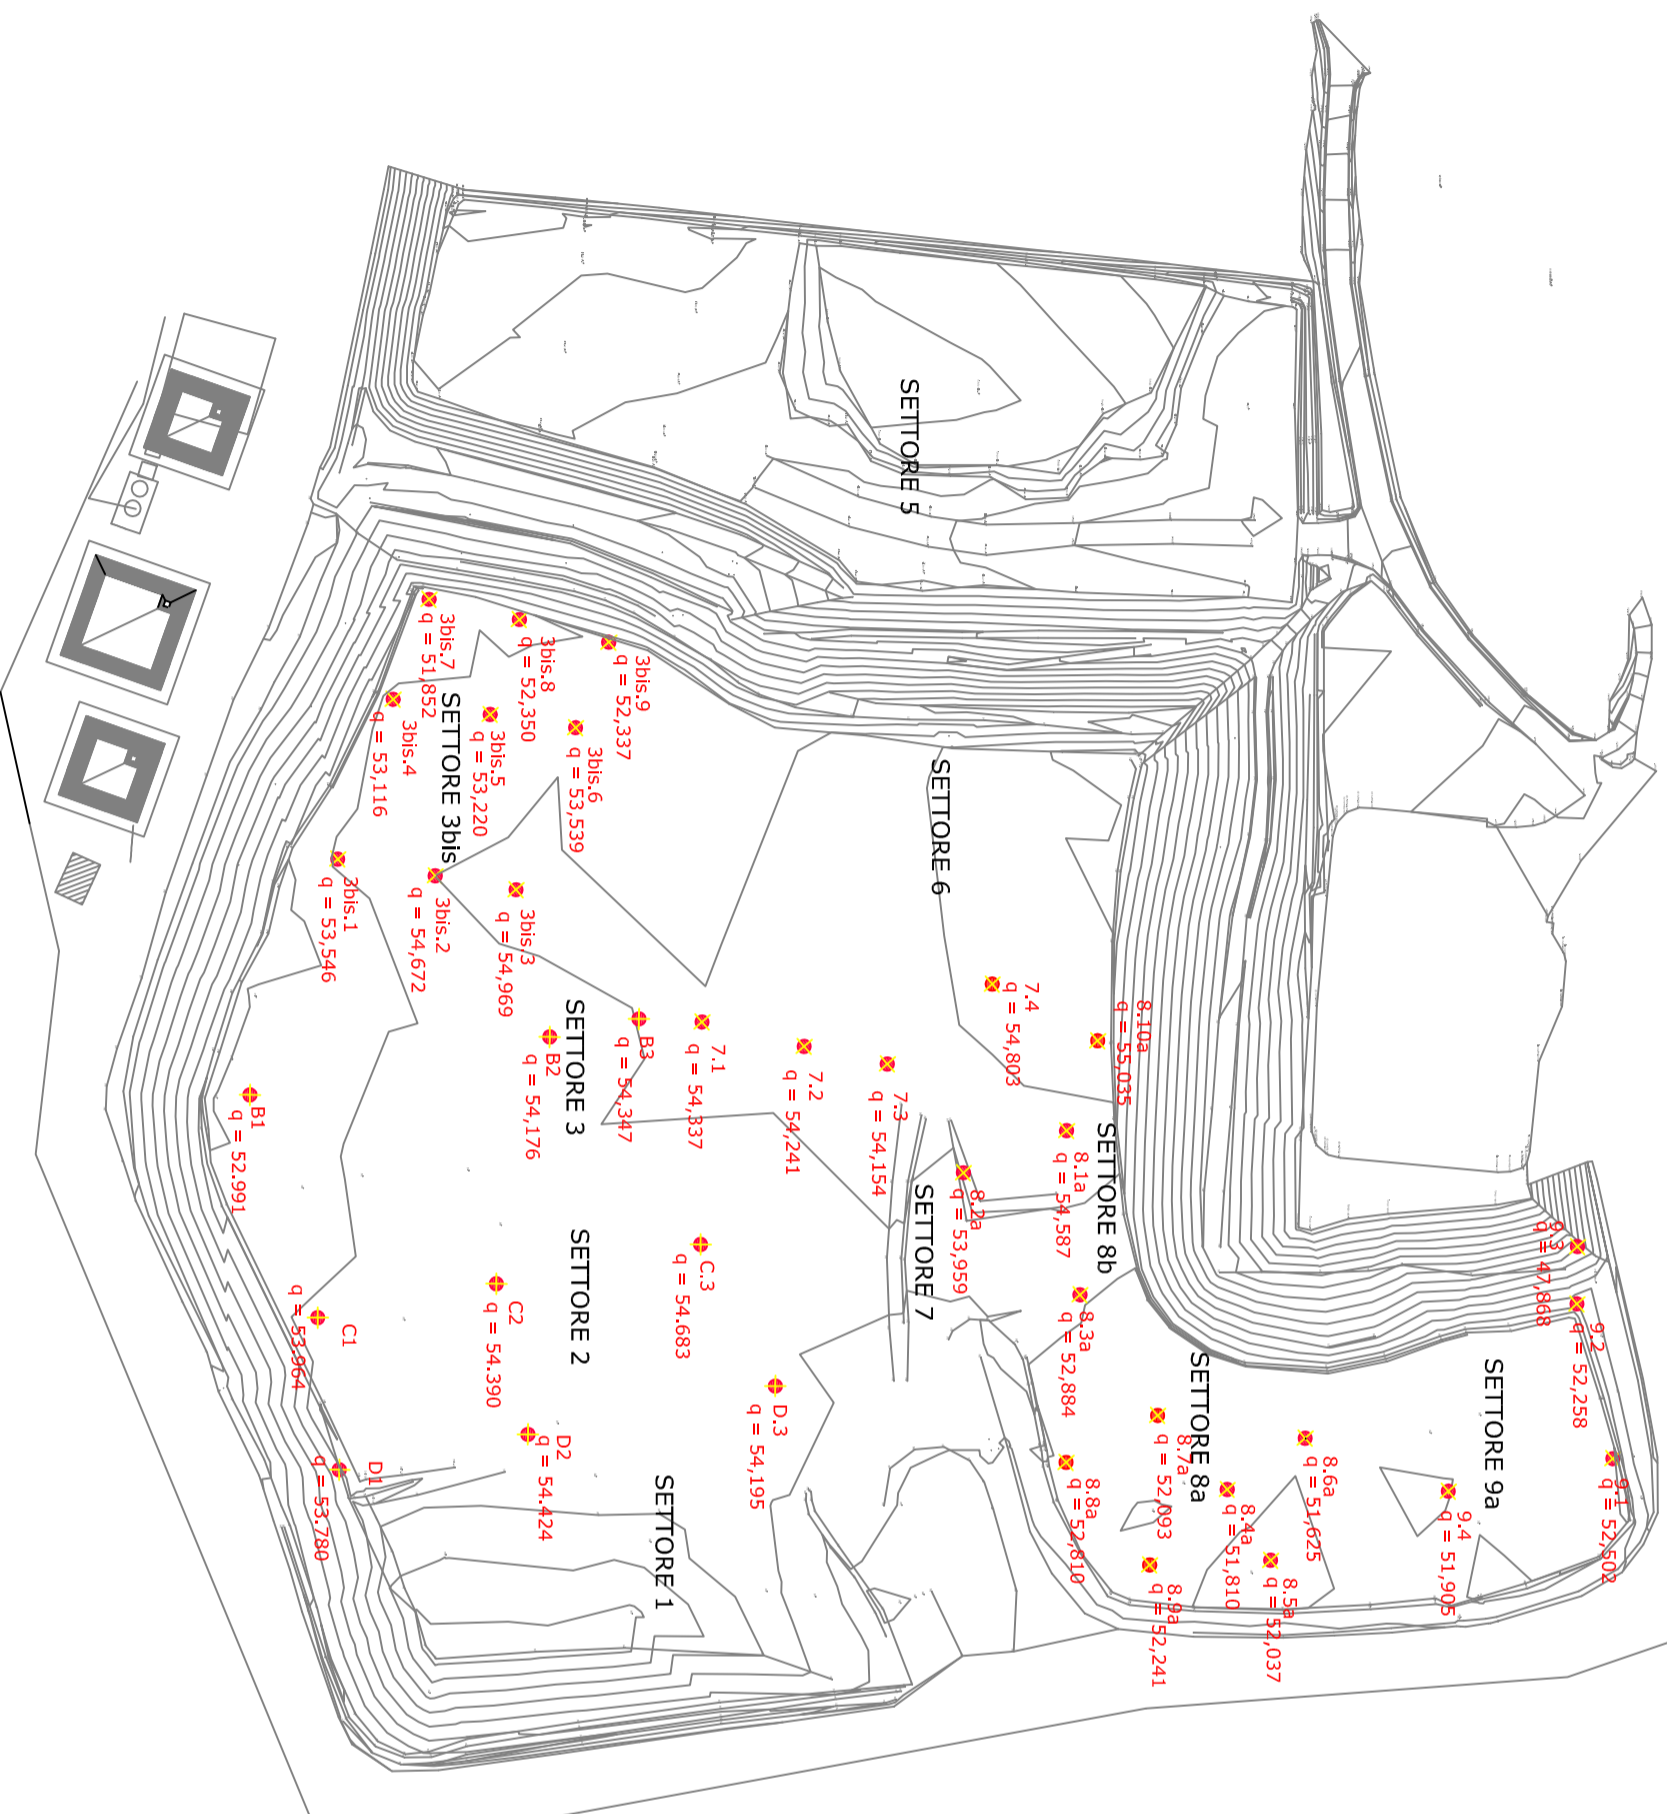 SETTORE 5
3bis.7
q = 51,852
3bis.8
q = 52,350
3bis.9
q = 52,337
3bis.4
q = 53,116
3bis.5
q = 53,220
3bis.6
q = 53,539
SETTORE 3bis
SETTORE 6
3bis.1
q = 53,546
3bis.2
q = 54,672
3bis.3
q = 54,969
7.4
q = 54,803
8.10a
q = 55,035
SETTORE 3
B3
q = 54,347
B2
q = 54,176
7.1
q = 54,337
7.2
q = 54,241
7.3
q = 54,154
B1
q = 52.991
8.1a
q = 54,587
SETTORE 8b
8.2a
q = 53,959
SETTORE 7
SETTORE 2
C.3
q = 54.683
C2
q = 54.390
C1
q = 53.964
8.3a
q = 52,884
9.3
q = 47,868
9.2
q = 52,258
SETTORE 8a
SETTORE 9a
D.3
q = 54,195
D2
q = 54.424
D1
q = 53.780
SETTORE 1
8.7a
q = 52,093
8.8a
q = 52,810
8.6a
q = 51,625
8.4a
q = 51,810
9.1
q = 52,502
9.4
q = 51,905
8.9a
q = 52,241
8.5a
q = 52,037